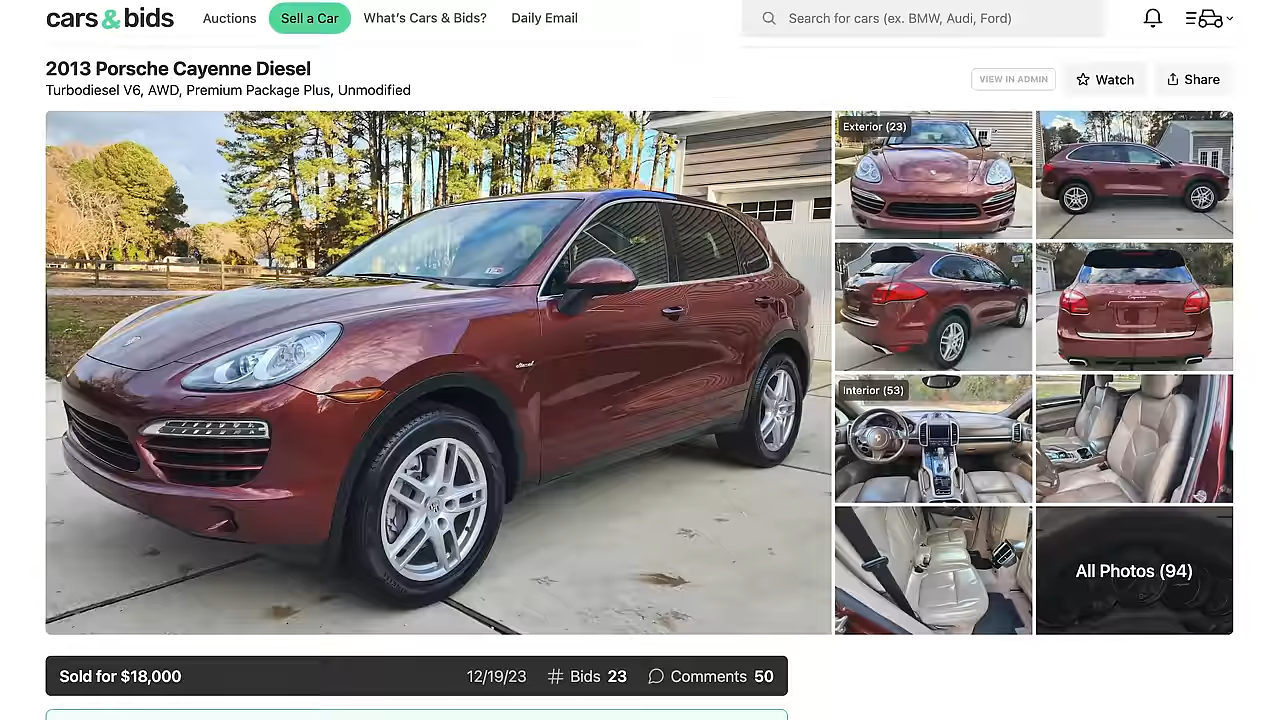 cars & bids
Auctions
Sell a Car
What's Cars & Bids?
Daily Email
Search for cars (ex. BMW, Audi, Ford)
2013 Porsche Cayenne Diesel
Turbodiesel V6, AWD, Premium Package Plus, Unmodified
VIEW IN ADMIN
Watch
Share
Exterior (23)
Interior (53)
All Photos (94)
Sold for $18,000
12/19/23
# Bids 23
Comments 50